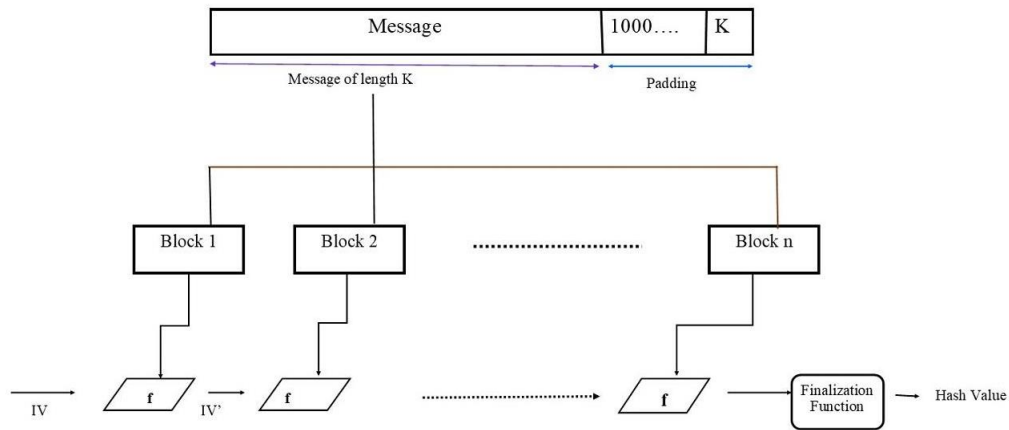 Message
1000….
K
Message of length K
Padding
Block 1
Block 2
Block n
f
f
f
IV
IV’
Finalization
Function
Hash Value